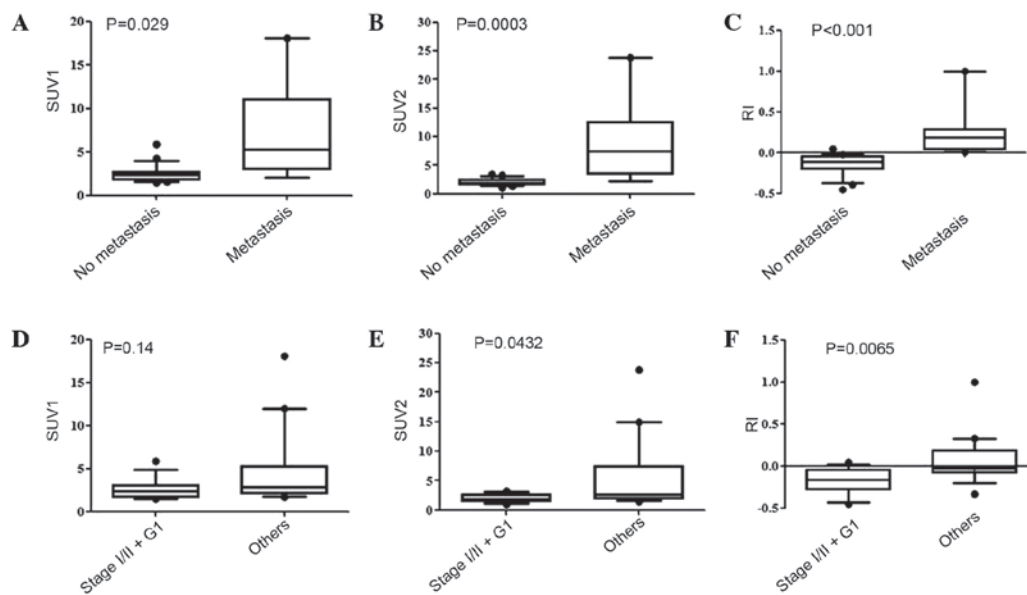 A
P=0.029
SUV1
20
15
10
5
0
No metastasis
Metastasis
B
P=0.0003
SUV2
30
25
20
15
10
5
0
No metastasis
Metastasis
C
P<0.001
RI
1.5
1.0
0.5
0.0
-0.5
No metastasis
Metastasis
D
P=0.14
SUV1
20
15
10
5
0
Stage I/II + G1
Others
E
P=0.0432
SUV2
30
25
20
15
10
5
0
Stage I/II + G1
Others
F
P=0.0065
RI
1.5
1.0
0.5
0.0
-0.5
Stage I/II + G1
Others